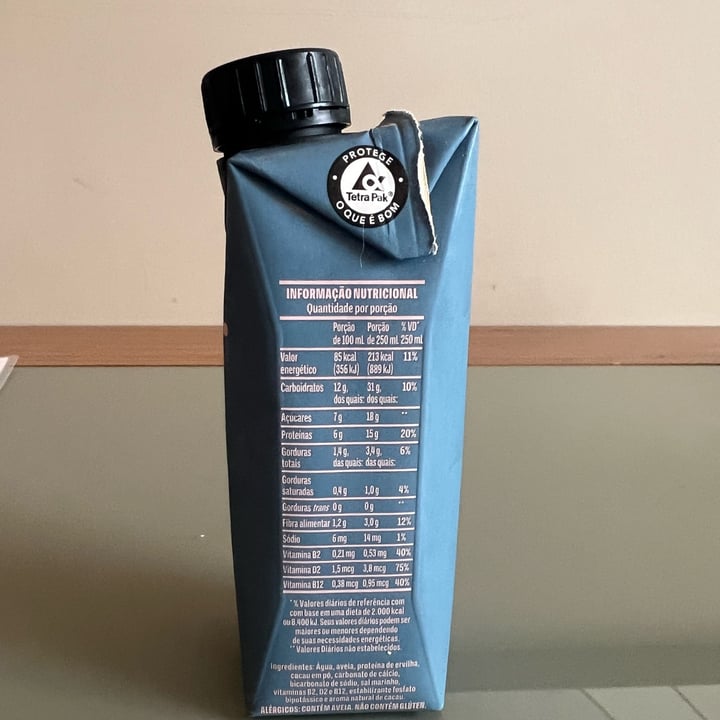 PROTEGE
Tetra Pak®
O QUE É BOM
INFORMAÇÃO NUTRICIONAL
Quantidade por porção
Porção Porção % VD*
de 100 mL de 250 mL 250 mL
Valor 85 kcal 213 kcal 11%
energético (356 kJ) (889 kJ)
Carboidratos 12 g, 31 g, 10%
dos quais: dos quais:
Açúcares 7 g 18 g **
Proteínas 6 g 15 g 20%
Gorduras 1,4 g, 3,4 g, 6%
totais das quais: das quais:
Gorduras
saturadas 0,4 g 1,0 g 4%
Gorduras trans 0 g 0 g **
Fibra alimentar 1,2 g 3,0 g 12%
Sódio 6 mg 14 mg 1%
Vitamina B2 0,21 mg 0,53 mg 40%
Vitamina D2 1,5 mcg 3,8 mcg 75%
Vitamina B12 0,38 mcg 0,95 mcg 40%
*% Valores diários de referência com
com base em uma dieta de 2.000 kcal
ou 8.400 kJ. Seus valores diários podem ser
maiores ou menores dependendo
de suas necessidades energéticas.
**Valores Diários não estabelecidos.
Ingredientes: Água, aveia, proteína de ervilha,
cacau em pó, carbonato de cálcio,
bicarbonato de sódio, sal marinho,
vitaminas B2, D2 e B12, estabilizante fosfato
bipotássico e aroma natural de cacau.
ALÉRGICOS: CONTÉM AVEIA. NÃO CONTÉM GLÚTEN.